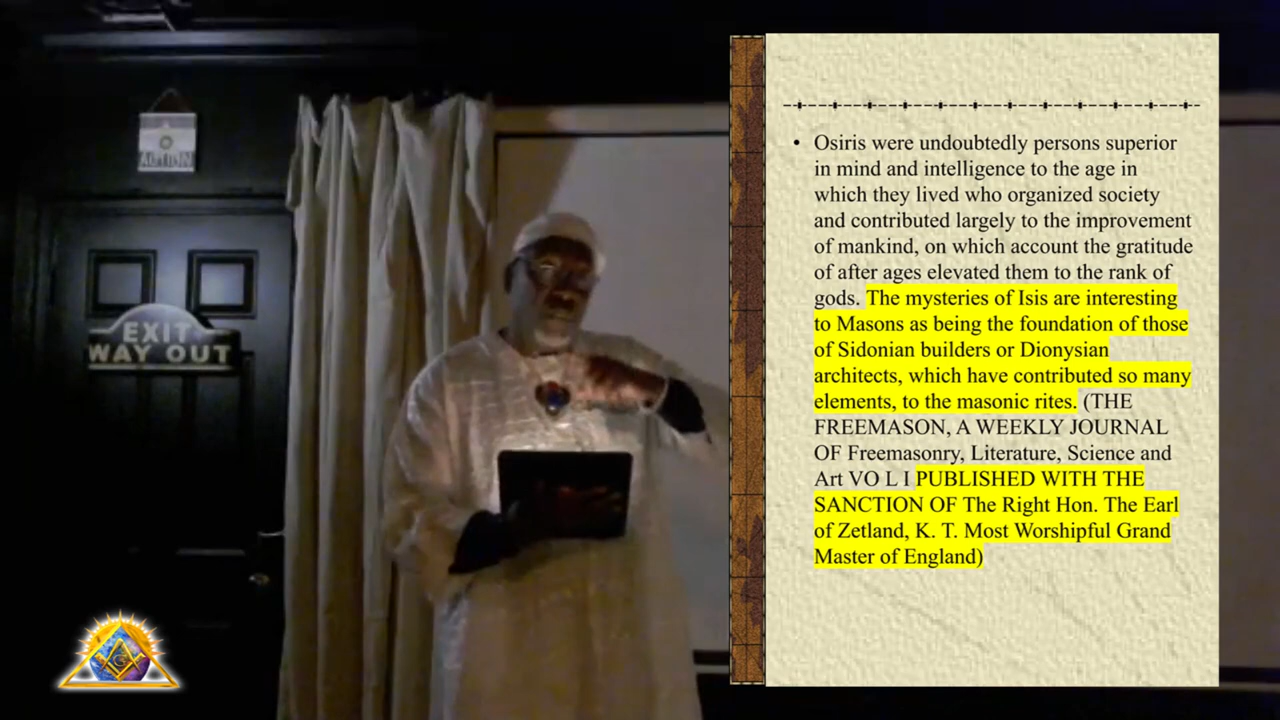 ACTION
EXIT
WAY OUT
• Osiris were undoubtedly persons superior
in mind and intelligence to the age in
which they lived who organized society
and contributed largely to the improvement
of mankind, on which account the gratitude
of after ages elevated them to the rank of
gods. The mysteries of Isis are interesting
to Masons as being the foundation of those
of Sidonian builders or Dionysian
architects, which have contributed so many
elements, to the masonic rites. (THE
FREEMASON, A WEEKLY JOURNAL
OF Freemasonry, Literature, Science and
Art VO L I PUBLISHED WITH THE
SANCTION OF The Right Hon. The Earl
of Zetland, K. T. Most Worshipful Grand
Master of England)
G